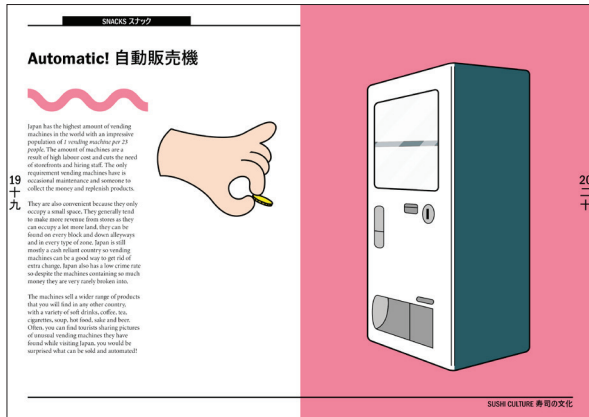 SNACKS スナック
Automatic! 自動販売機
Japan has the highest amount of vending
machines in the world with an impressive
population of 1 vending machine per 23
people. The amount of machines are a
result of high labour cost and cuts the need
of storefronts and hiring staff. The only
requirement vending machines have is
occasional maintenance and someone to
collect the money and replenish products.
They are also convenient because they only
occupy a small space. They generally tend
to make more revenue from stores as they
can occupy a lot more land, they can be
found on every block and down alleyways
and in every type of zone. Japan is still
mostly a cash reliant country so vending
machines can be a good way to get rid of
extra change. Japan also has a low crime rate
so despite the machines containing so much
money they are very rarely broken into.
The machines sell a wider range of products
that you will find in any other country,
with a variety of soft drinks, coffee, tea,
cigarettes, soup, hot food, sake and beer.
Often, you can find tourists sharing pictures
of unusual vending machines they have
found while visiting Japan, you would be
surprised what can be sold and automated!
19
十
九
20
二
十
SUSHI CULTURE 寿司の文化